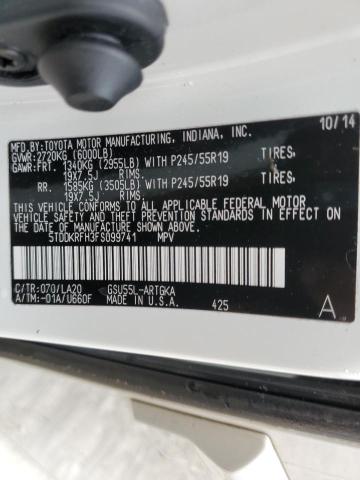 MFD.BY:TOYOTA MOTOR MANUFACTURING, INDIANA, INC. 10/14
GVWR:2720KG (6000LB)
GAWR:FRT. 1340KG (2955LB) WITH P245/55R19 TIRES,
19X7.5J RIMS.
RR. 1585KG (3505LB) WITH P245/55R19 TIRES,
19X7.5J RIMS.
THIS VEHICLE CONFORMS TO ALL APPLICABLE FEDERAL MOTOR
VEHICLE SAFETY STANDARDS IN EFFECT ON THE DATE OF
MANUFACTURE SHOWN ABOVE.
5TDDKRFH3FS099741 MPV
C/TR:070/LA20 GSU55L-ARTGKA
A/TM:-01A/U660F MADE IN U.S.A. 425 A